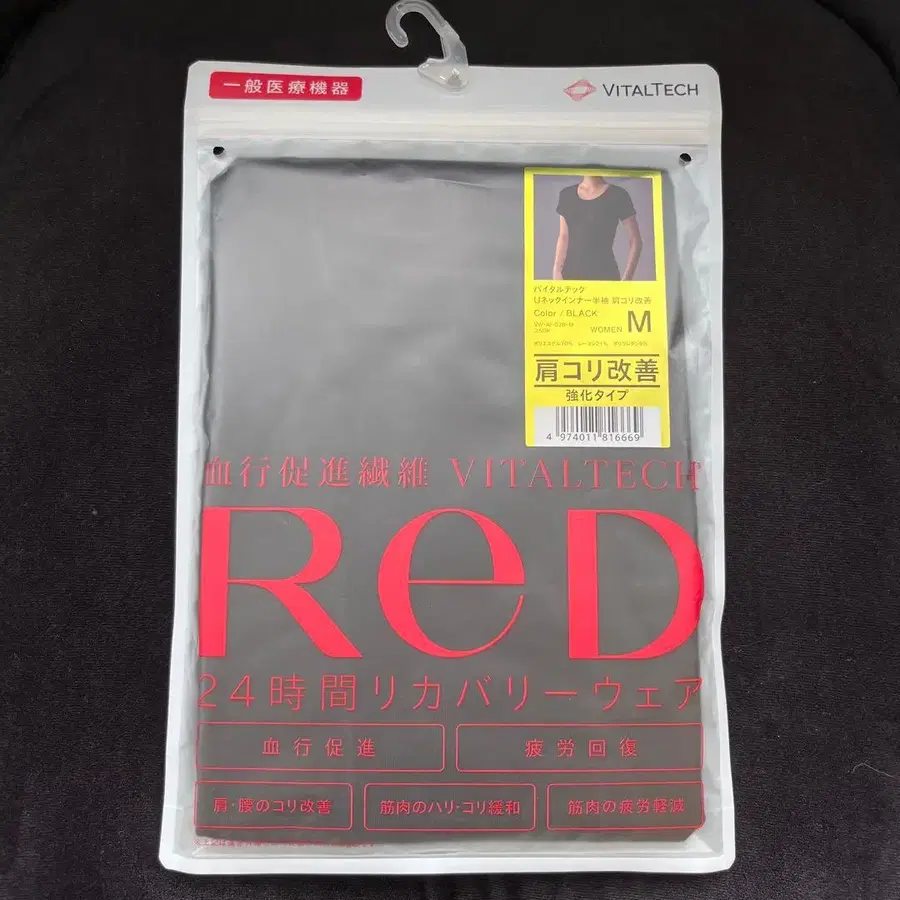 一般医療機器
VITALTECH
バイタルテック
Uネックインナー半袖 肩コリ改善
Color / BLACK
WOMEN M
肩コリ改善
強化タイプ
4 974011 816669
血行促進繊維 VITALTECH
ReD
24時間リカバリーウェア
血行促進
疲労回復
肩・腰のコリ改善
筋肉のハリ・コリ緩和
筋肉の疲労軽減